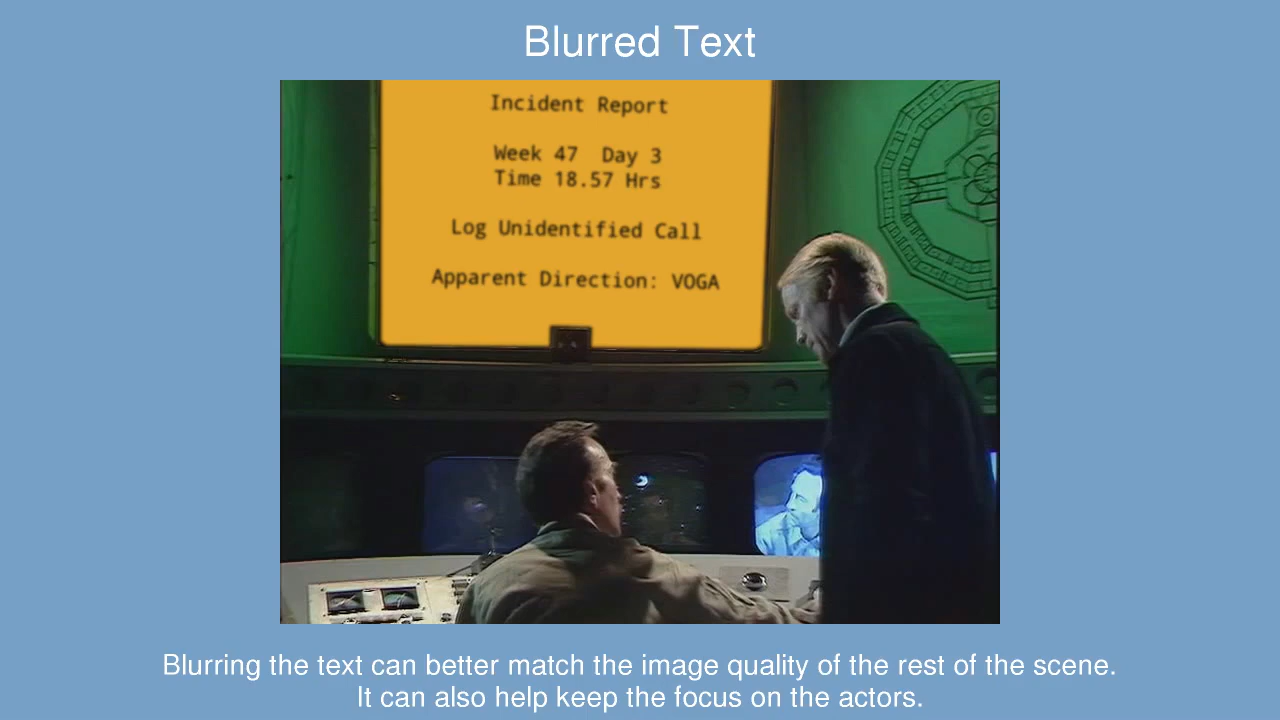 Blurred Text
Incident Report
Week 47 Day 3
Time 18.57 Hrs
Log Unidentified Call
Apparent Direction: VOGA
Blurring the text can better match the image quality of the rest of the scene.
It can also help keep the focus on the actors.